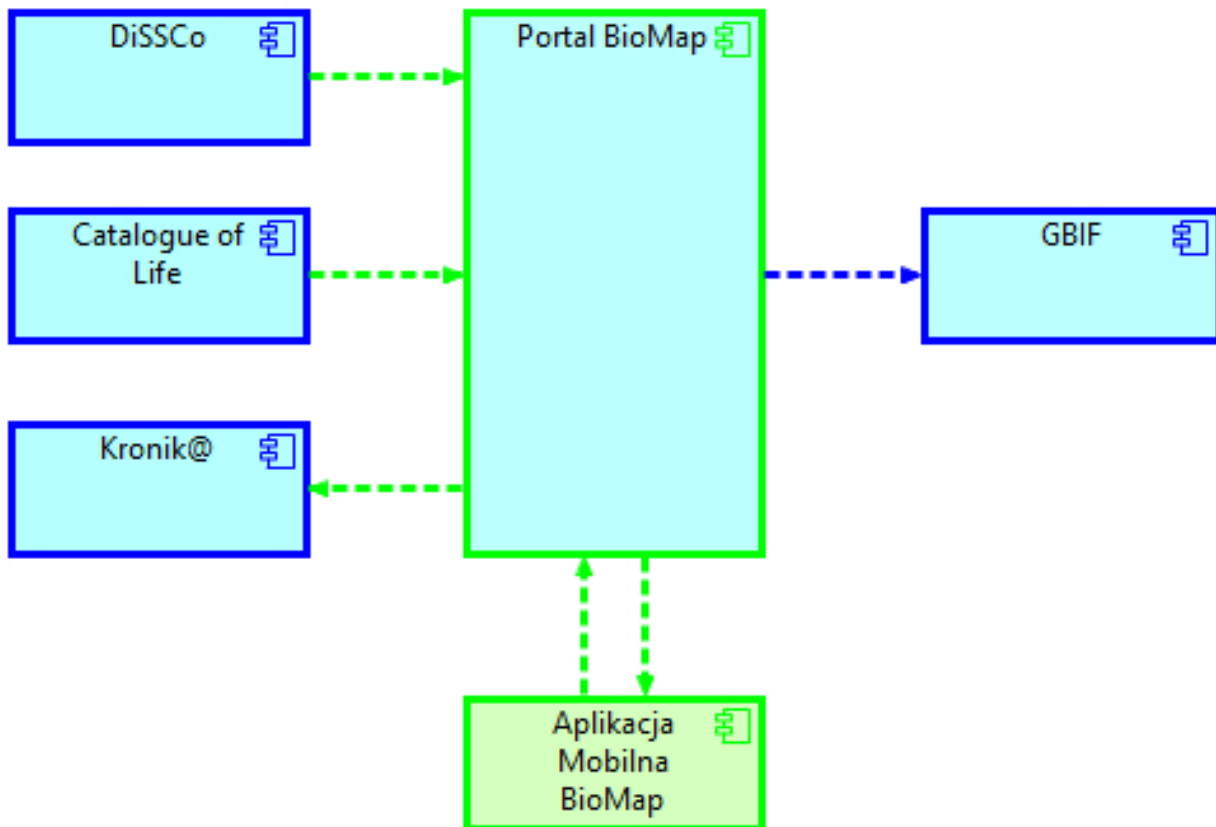 DiSSCo
Portal BioMap
Catalogue of
Life
GBIF
Kronik@
Aplikacja
Mobilna
BioMap